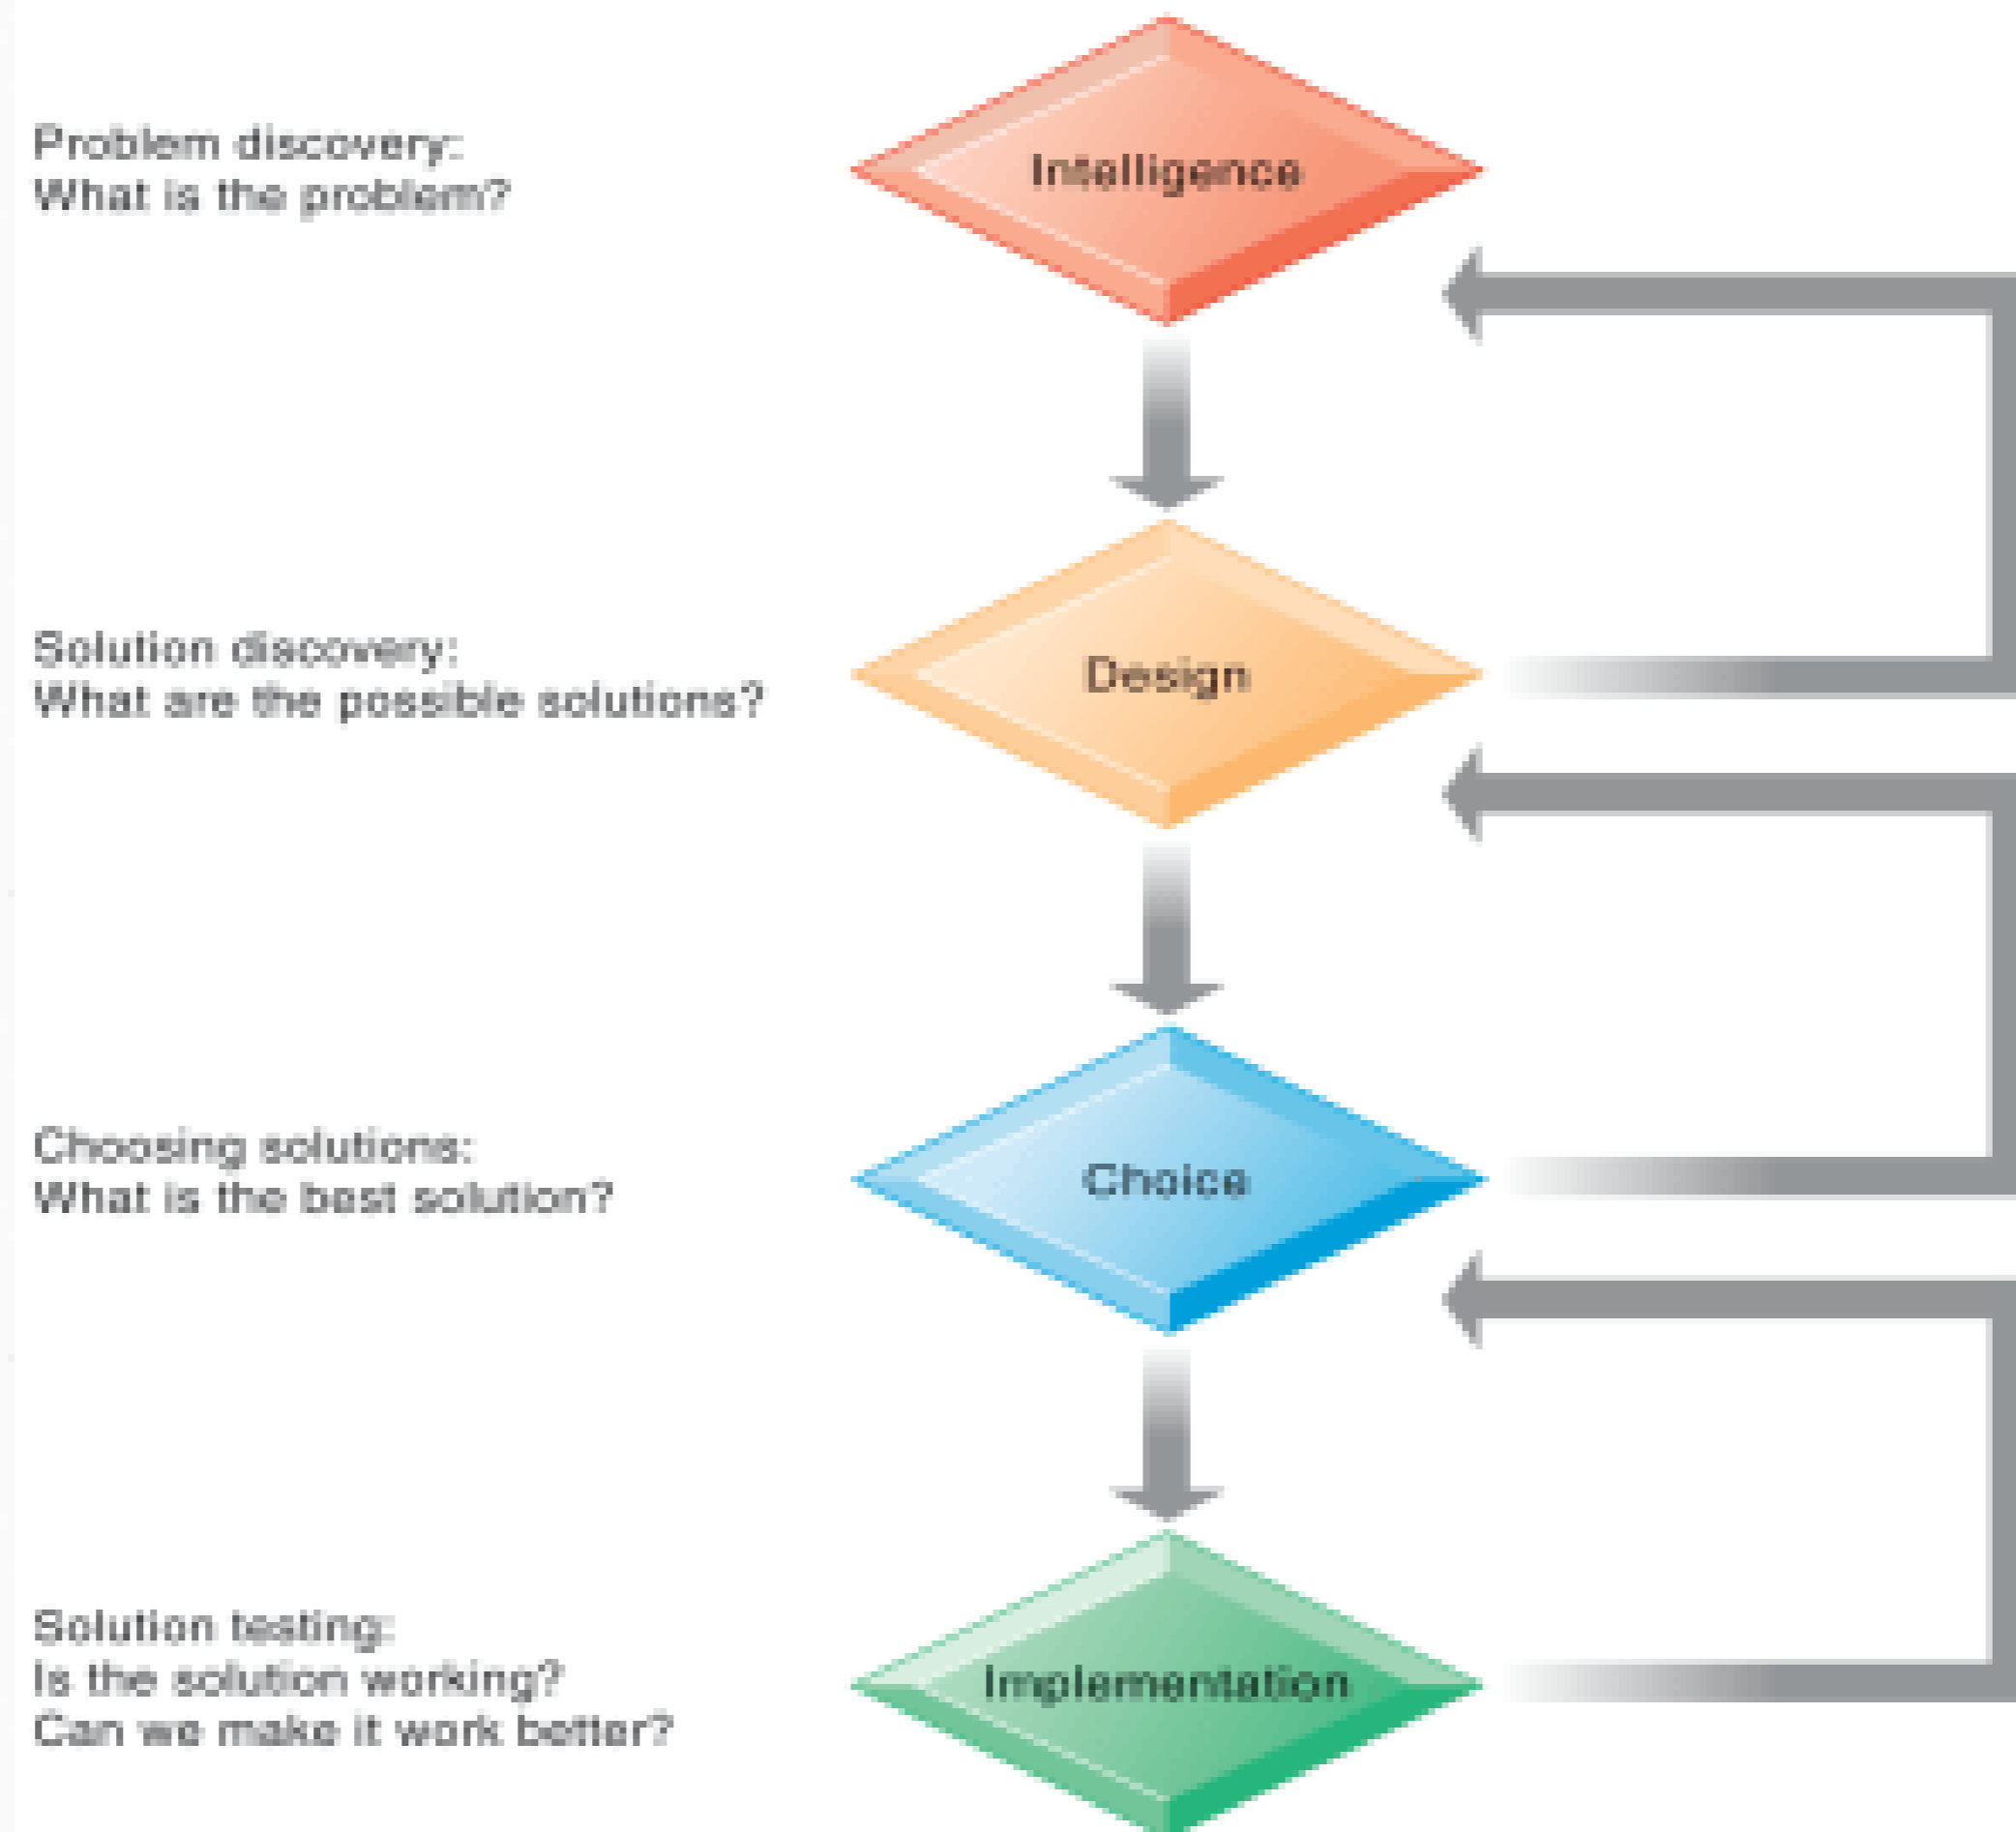 Problem discovery:
What is the problem?
Intelligence
Solution discovery:
What are the possible solutions?
Design
Choosing solutions:
What is the best solution?
Choice
Solution testing:
Is the solution working?
Can we make it work better?
Implementation